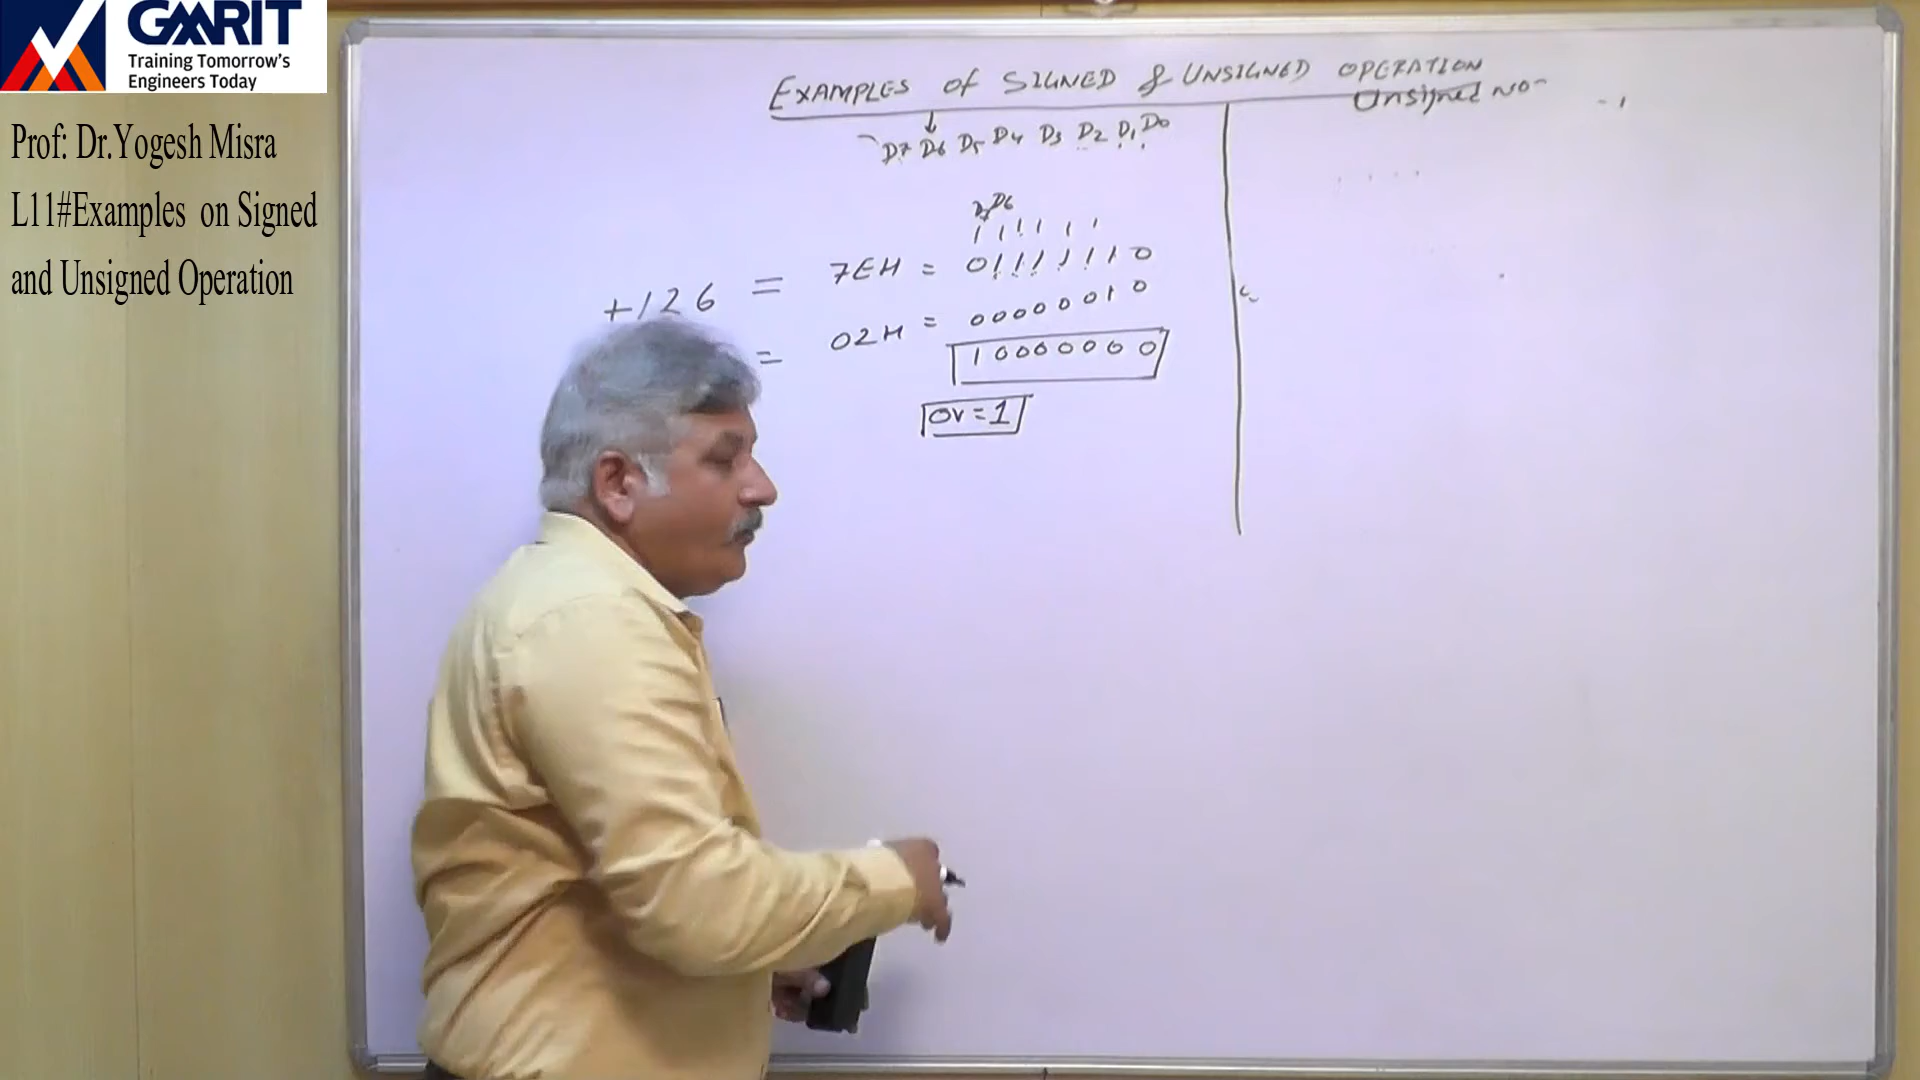 GMRIT
Training Tomorrow's
Engineers Today
Prof: Dr.Yogesh Misra
L11#Examples on Signed
and Unsigned Operation
EXAMPLES of SIGNED & UNSIGNED OPERATION
Unsigned NO
D7 D6 D5 D4 D3 D2 D1 D0
D7 D6
1 1 1 1 1 1
+126 = 7EH = 01111110
= 02H = 00000010
10000000
OV=1